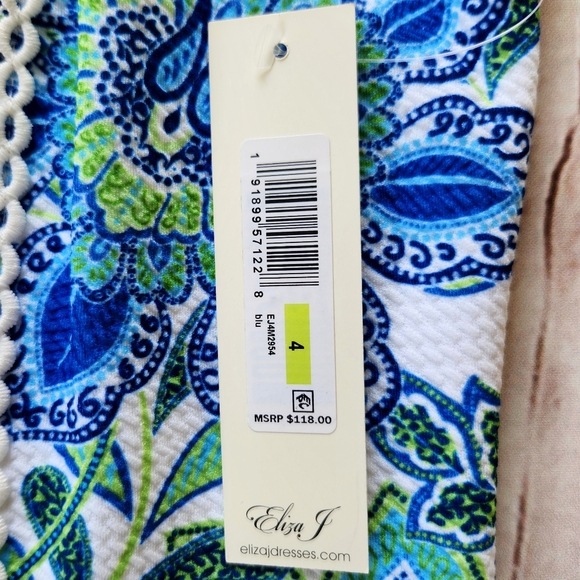 1 91899 57122 8
EJ4M2954
blu
4
MSRP $118.00
Eliza J
elizajdresses.com